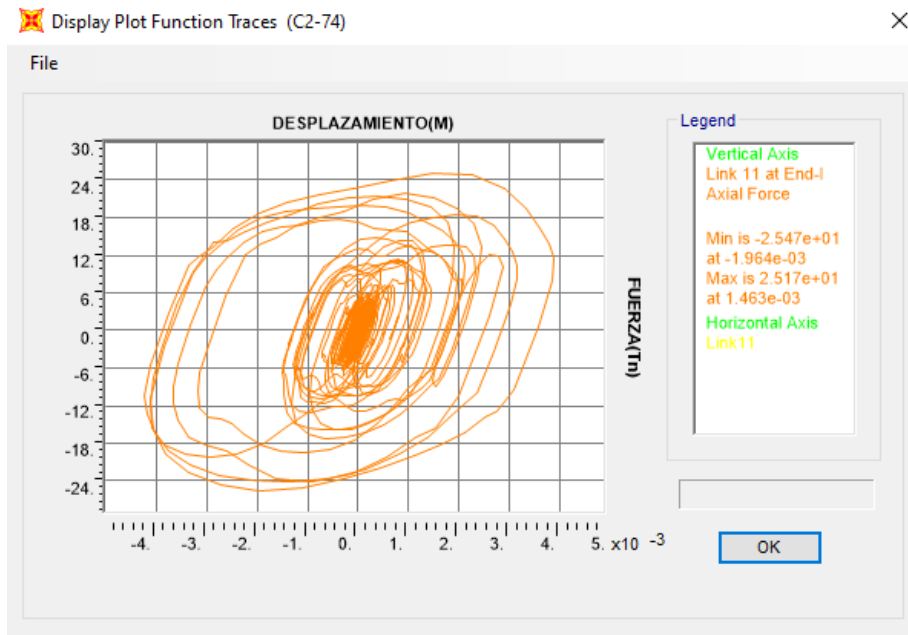 Display Plot Function Traces (C2-74)
File
DESPLAZAMIENTO(M)
30.
24.
18.
12.
6.
0.
-6.
-12.
-18.
-24.
-4. -3. -2. -1. 0. 1. 2. 3. 4. 5. x10 -3
FUERZA(Tn)
Legend
Vertical Axis
Link 11 at End-I
Axial Force
Min is -2.547e+01
at -1.964e-03
Max is 2.517e+01
at 1.463e-03
Horizontal Axis
Link11
OK